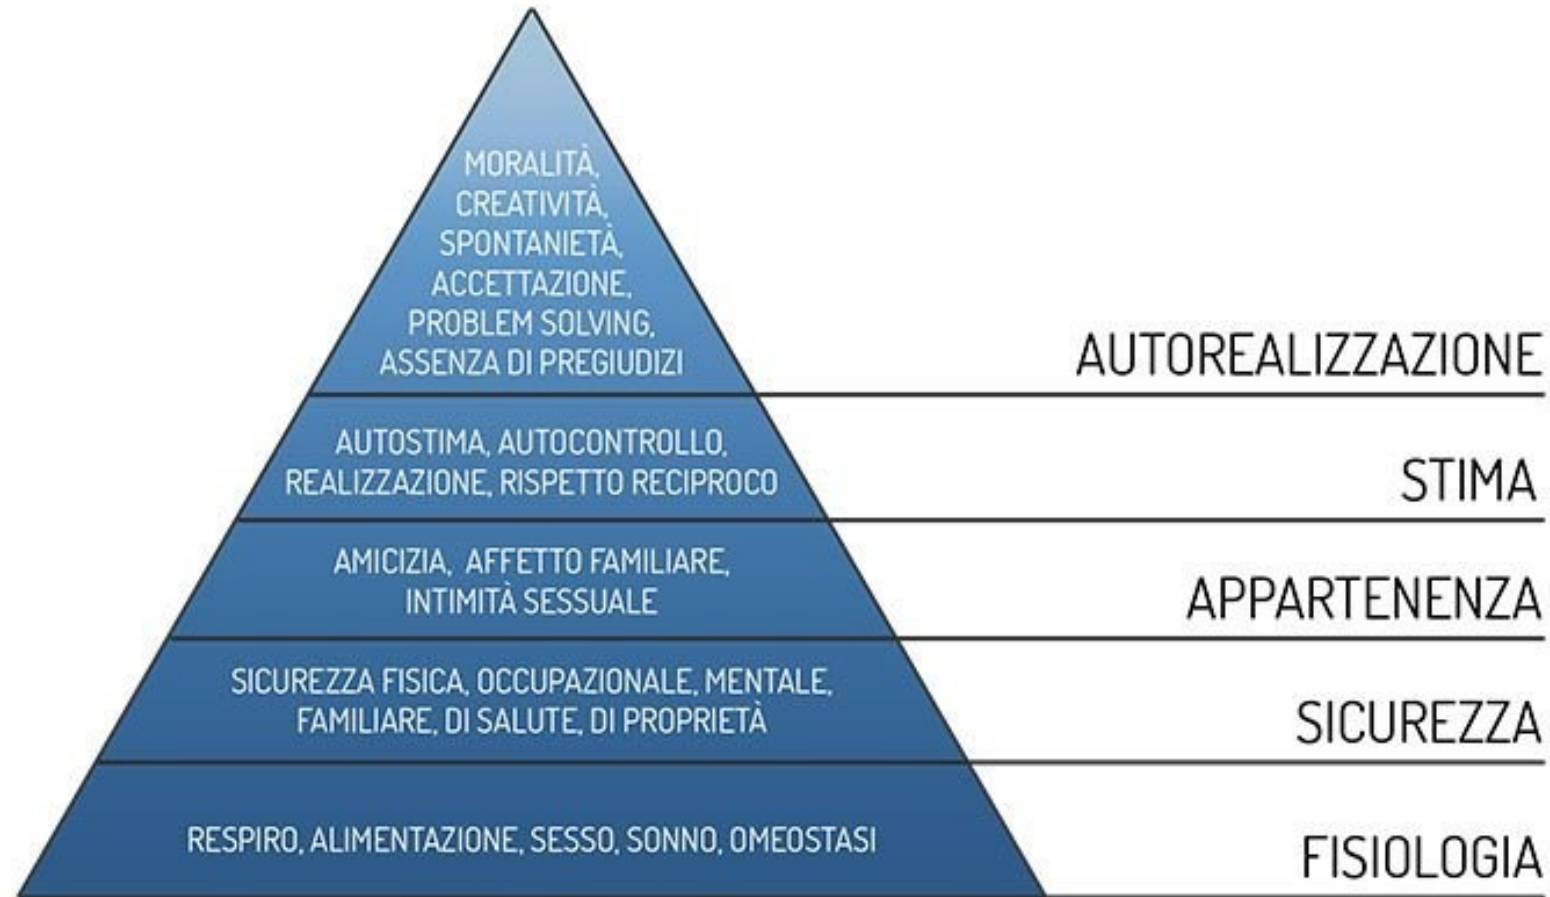 MORALITÀ,
CREATIVITÀ,
SPONTANIETÀ,
ACCETTAZIONE,
PROBLEM SOLVING,
ASSENZA DI PREGIUDIZI
AUTOREALIZZAZIONE
AUTOSTIMA, AUTOCONTROLLO,
REALIZZAZIONE, RISPETTO RECIPROCO
STIMA
AMICIZIA, AFFETTO FAMILIARE,
INTIMITÀ SESSUALE
APPARTENENZA
SICUREZZA FISICA, OCCUPAZIONALE, MENTALE,
FAMILIARE, DI SALUTE, DI PROPRIETÀ
SICUREZZA
RESPIRO, ALIMENTAZIONE, SESSO, SONNO, OMEOSTASI
FISIOLOGIA